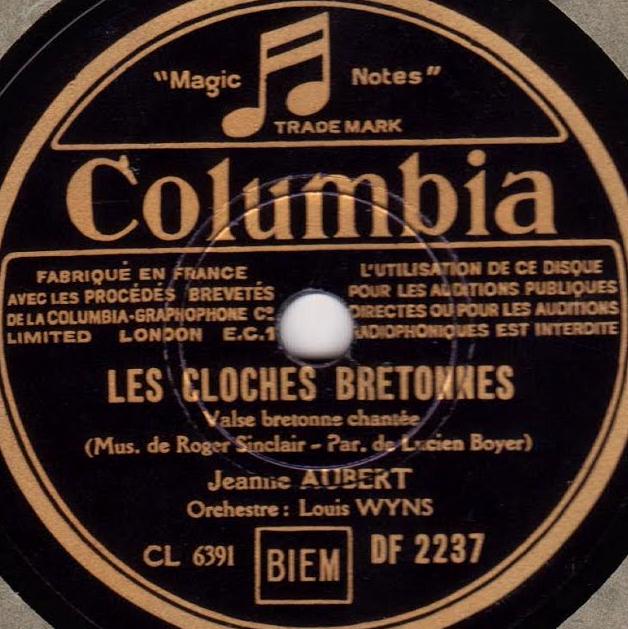 "Magic Notes"
TRADE MARK
Columbia
FABRIQUÉ EN FRANCE
AVEC LES PROCÉDÉS BREVETÉS
DE LA COLUMBIA-GRAPHOPHONE Cº
LIMITED LONDON E.C.1
L'UTILISATION DE CE DISQUE
POUR LES AUDITIONS PUBLIQUES
DIRECTES OU POUR LES AUDITIONS
RADIOPHONIQUES EST INTERDITE
LES CLOCHES BRETONNES
Valse bretonne chantée
(Mus. de Roger Sinclair - Par. de Lucien Boyer)
Jeanne AUBERT
Orchestre: Louis WYNS
CL 6391 BIEM DF 2237